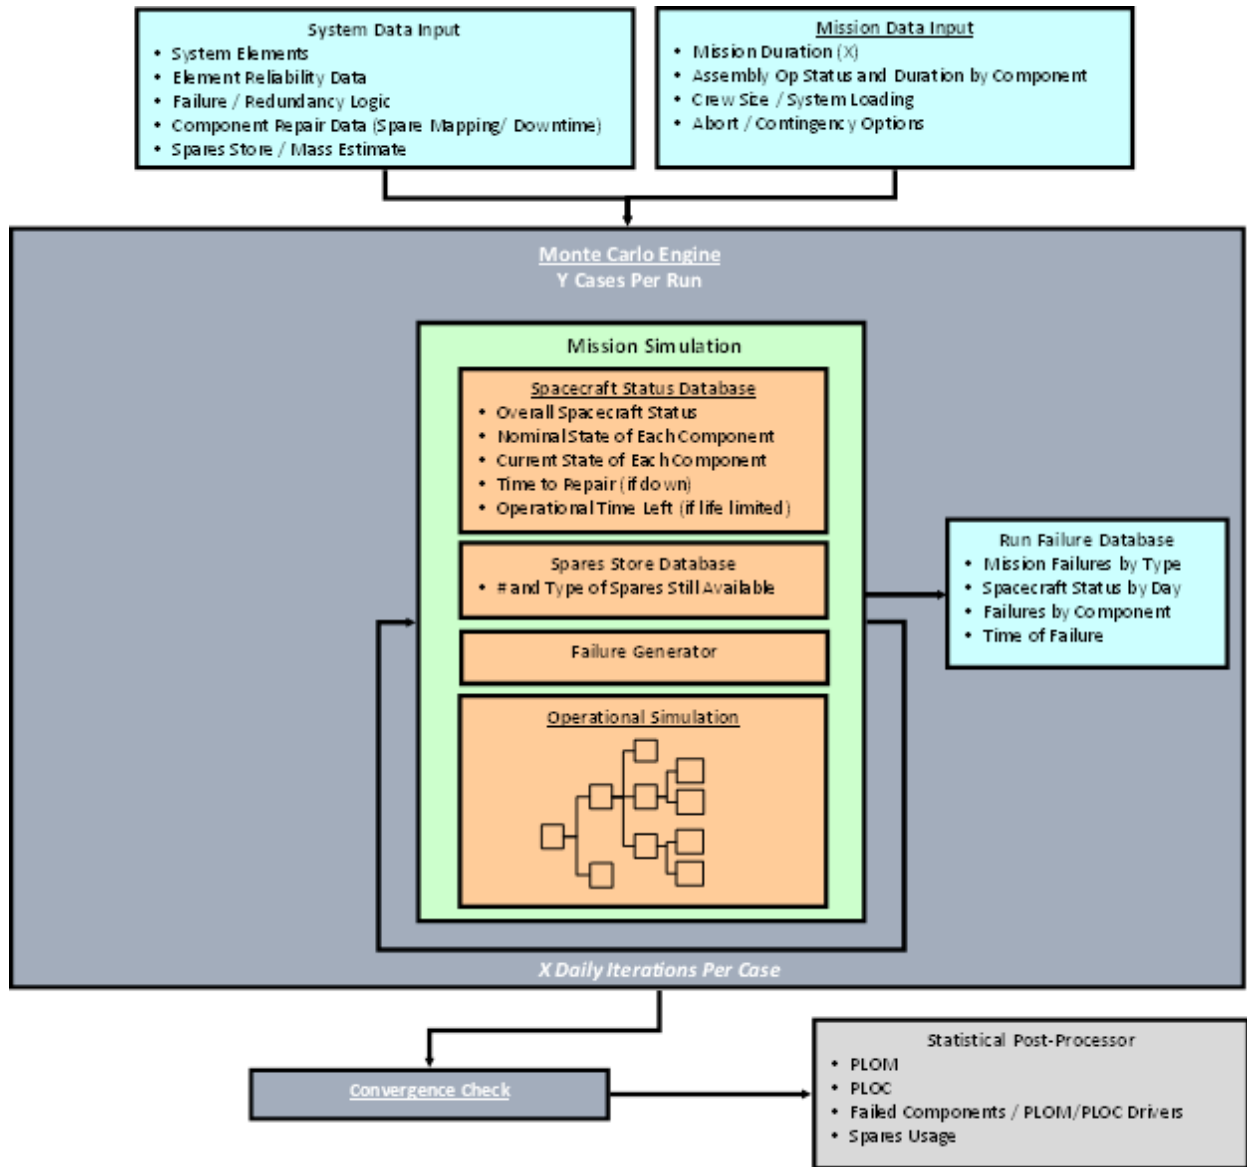 System Data Input
• System Elements
• Element Reliability Data
• Failure / Redundancy Logic
• Component Repair Data (Spare Mapping/ Downtime)
• Spares Store / Mass Estimate
Mission Data Input
• Mission Duration (X)
• Assembly Op Status and Duration by Component
• Crew Size / System Loading
• Abort / Contingency Options
Monte Carlo Engine
Y Cases Per Run
Mission Simulation
Spacecraft Status Database
• Overall Spacecraft Status
• Nominal State of Each Component
• Current State of Each Component
• Time to Repair (if down)
• Operational Time Left (if life limited)
Spares Store Database
• # and Type of Spares Still Available
Failure Generator
Operational Simulation
Run Failure Database
• Mission Failures by Type
• Spacecraft Status by Day
• Failures by Component
• Time of Failure
X Daily Iterations Per Case
Convergence Check
Statistical Post-Processor
• PLOM
• PLOC
• Failed Components / PLOM/PLOC Drivers
• Spares Usage